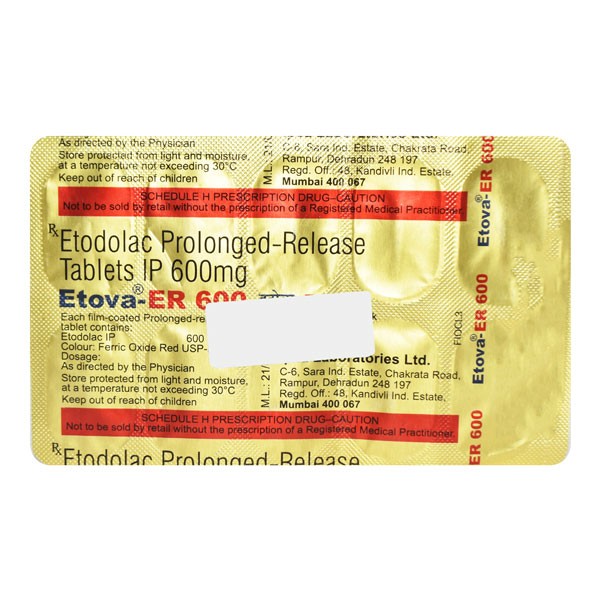 As directed by the Physician
Store protected from light and moisture,
at a temperature not exceeding 30°C
Keep out of reach of children
M.L.: 21/
Laboratories Ltd.
C-6, Sara Ind. Estate, Chakrata Road,
Rampur, Dehradun 248 197
Regd. Off.: 48, Kandivli Ind. Estate,
Mumbai 400 067
SCHEDULE H PRESCRIPTION DRUG–CAUTION
Not to be sold by retail without the prescription of a Registered Medical Practitioner.
Rx Etodolac Prolonged-Release
Tablets IP 600mg
Etova®-ER 600
Each film-coated Prolonged-re
tablet contains:
Etodolac IP 600
Colour: Ferric Oxide Red USP-
Dosage:
As directed by the Physician
Store protected from light and moisture,
at a temperature not exceeding 30°C
Keep out of reach of children
M.L.: 21/
Laboratories Ltd.
C-6, Sara Ind. Estate, Chakrata Road,
Rampur, Dehradun 248 197
Regd. Off.: 48, Kandivli Ind. Estate,
Mumbai 400 067
SCHEDULE H PRESCRIPTION DRUG–CAUTION
Not to be sold by retail without the prescription of a Registered Medical Practitioner.
Rx Etodolac Prolonged-Release
Etova®-ER 600
Etova®-ER 600
ER 600